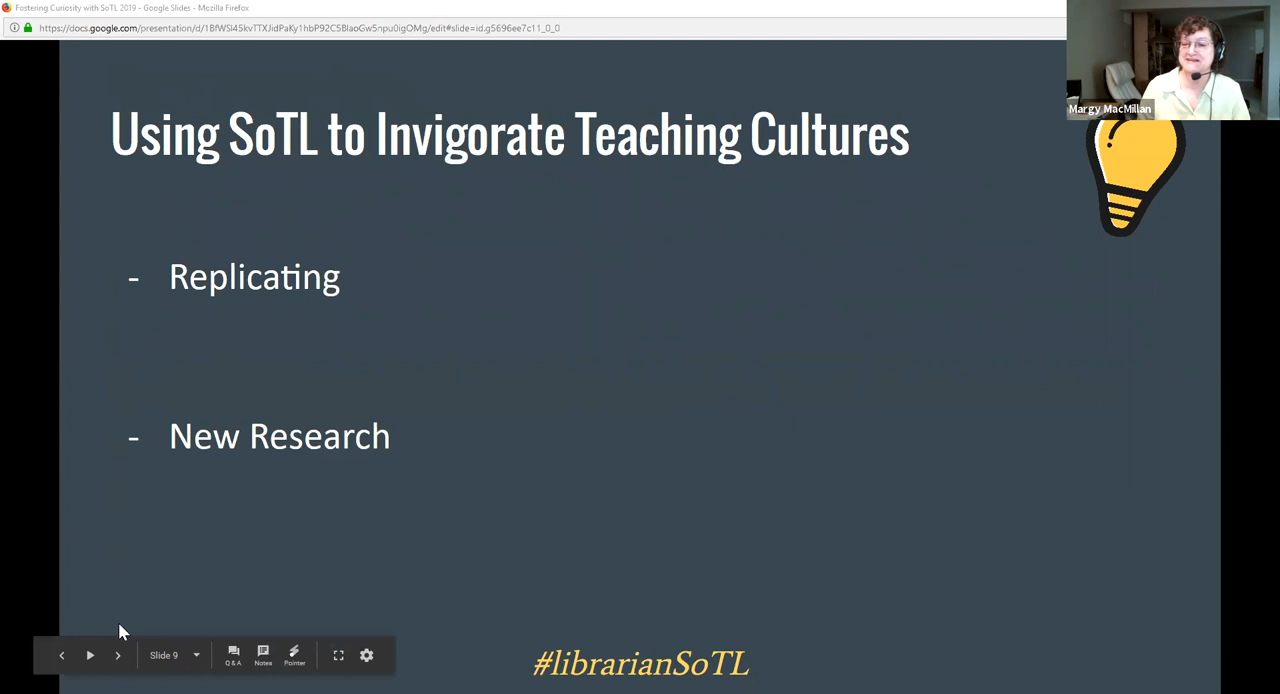 Fostering Curiosity with SoTL 2019 - Google Slides - Mozilla Firefox
https://docs.google.com/presentation/d/1BfWSI45kvTTXJidPaKy1hbP92C5BlaoGw5npu0igOMg/edit#slide=id.g5696ee7c11_0_0
Margy MacMillan
Using SoTL to Invigorate Teaching Cultures
- Replicating
- New Research
Slide 9
Q & A
Notes
Pointer
#librarianSoTL